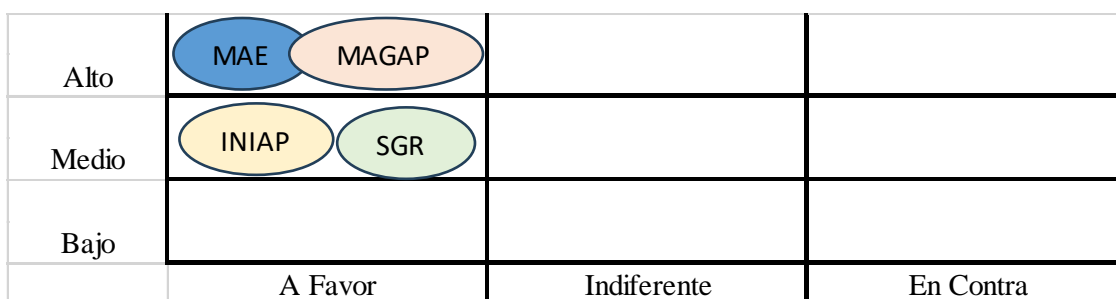 MAE MAGAP
Alto
INIAP SGR
Medio
Bajo
A Favor Indiferente En Contra